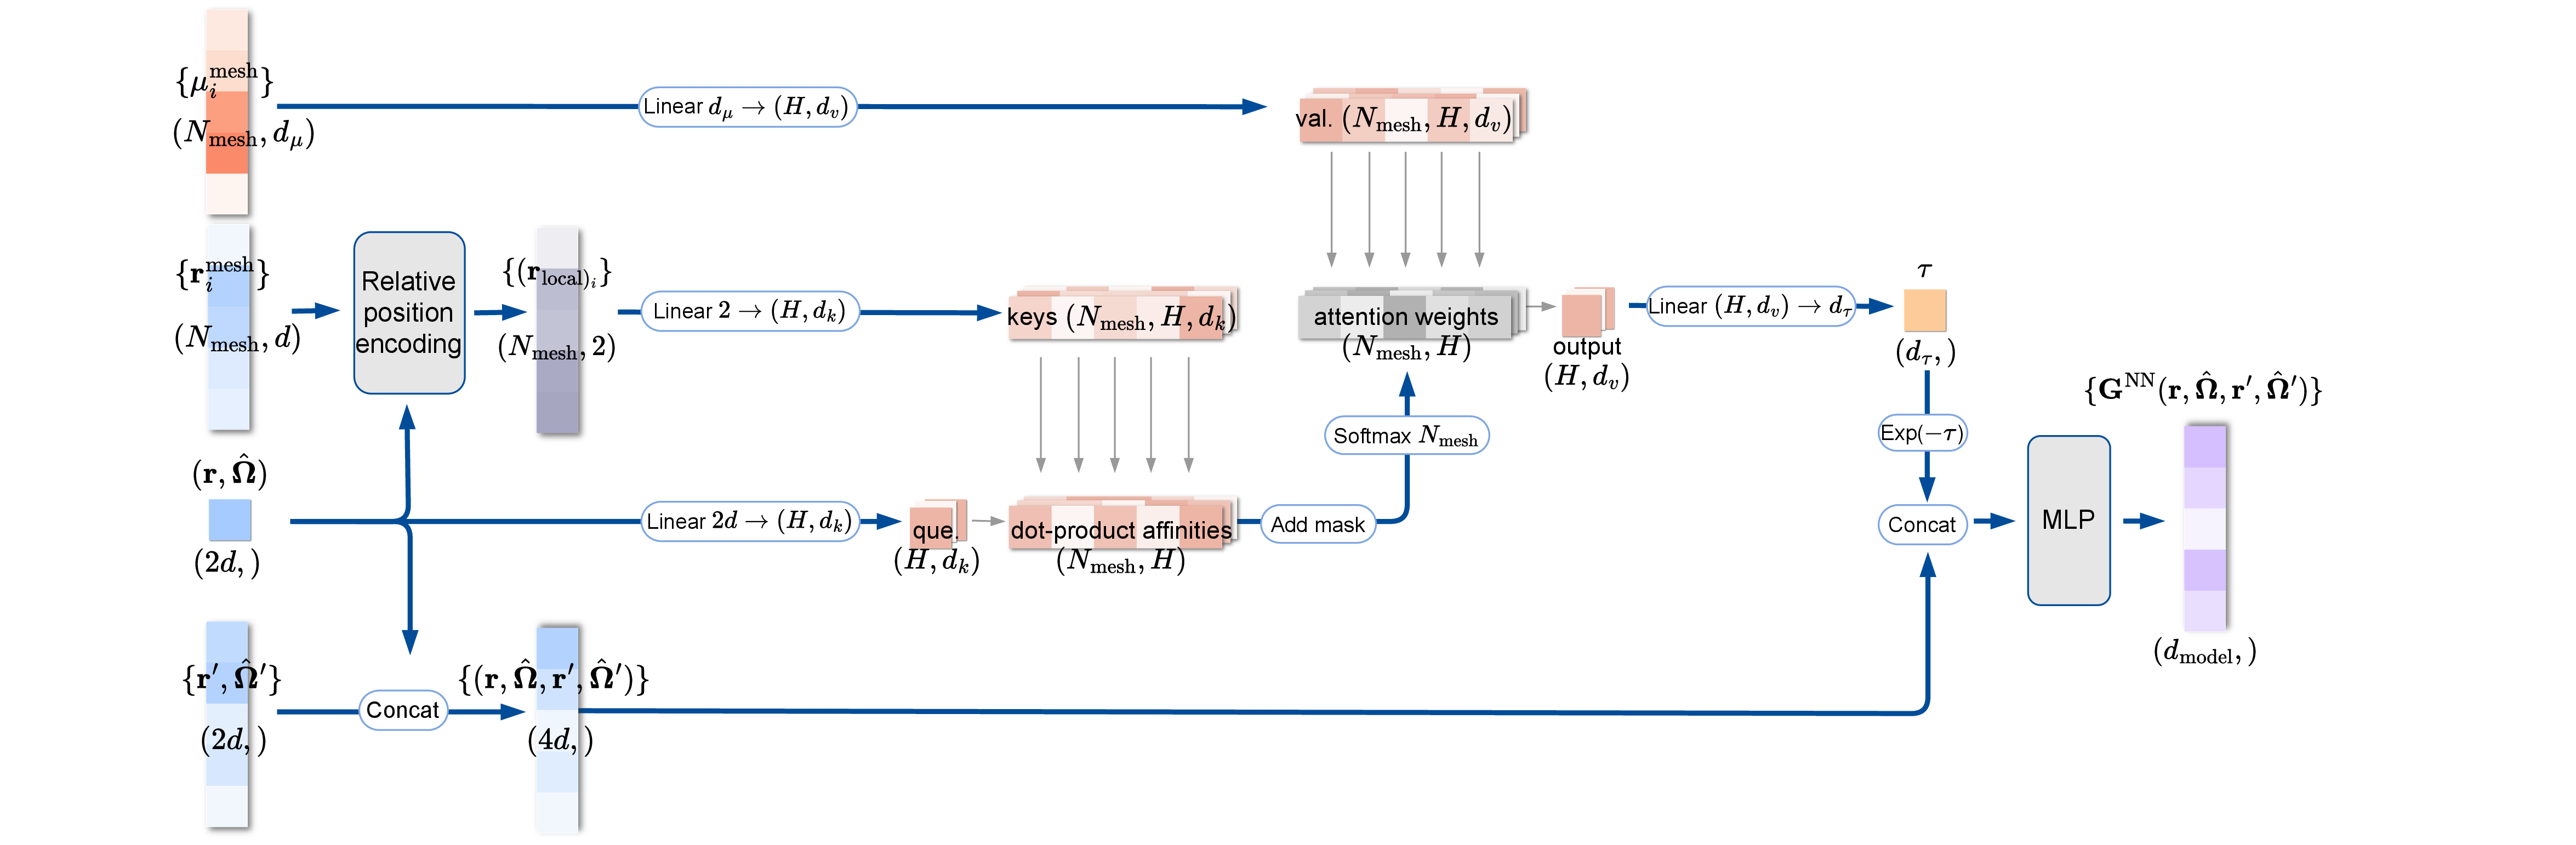 {μ_i^mesh}
(N_mesh, d_μ)
Linear d_μ → (H, d_v)
val. (N_mesh, H, d_v)
{r_i^mesh}
(N_mesh, d)
Relative
position
encoding
{(r_local)_i}
(N_mesh, 2)
Linear 2 → (H, d_k)
keys (N_mesh, H, d_k)
attention weights
(N_mesh, H)
output
(H, d_v)
Linear (H, d_v) → d_τ
τ
(d_τ, )
Softmax N_mesh
Exp(−τ)
{G^NN(r, Ω̂, r′, Ω̂′)}
(r, Ω̂)
(2d, )
Linear 2d → (H, d_k)
que.
(H, d_k)
dot-product affinities
(N_mesh, H)
Add mask
Concat
MLP
(d_model, )
{r′, Ω̂′}
(2d, )
Concat
{(r, Ω̂, r′, Ω̂′)}
(4d, )